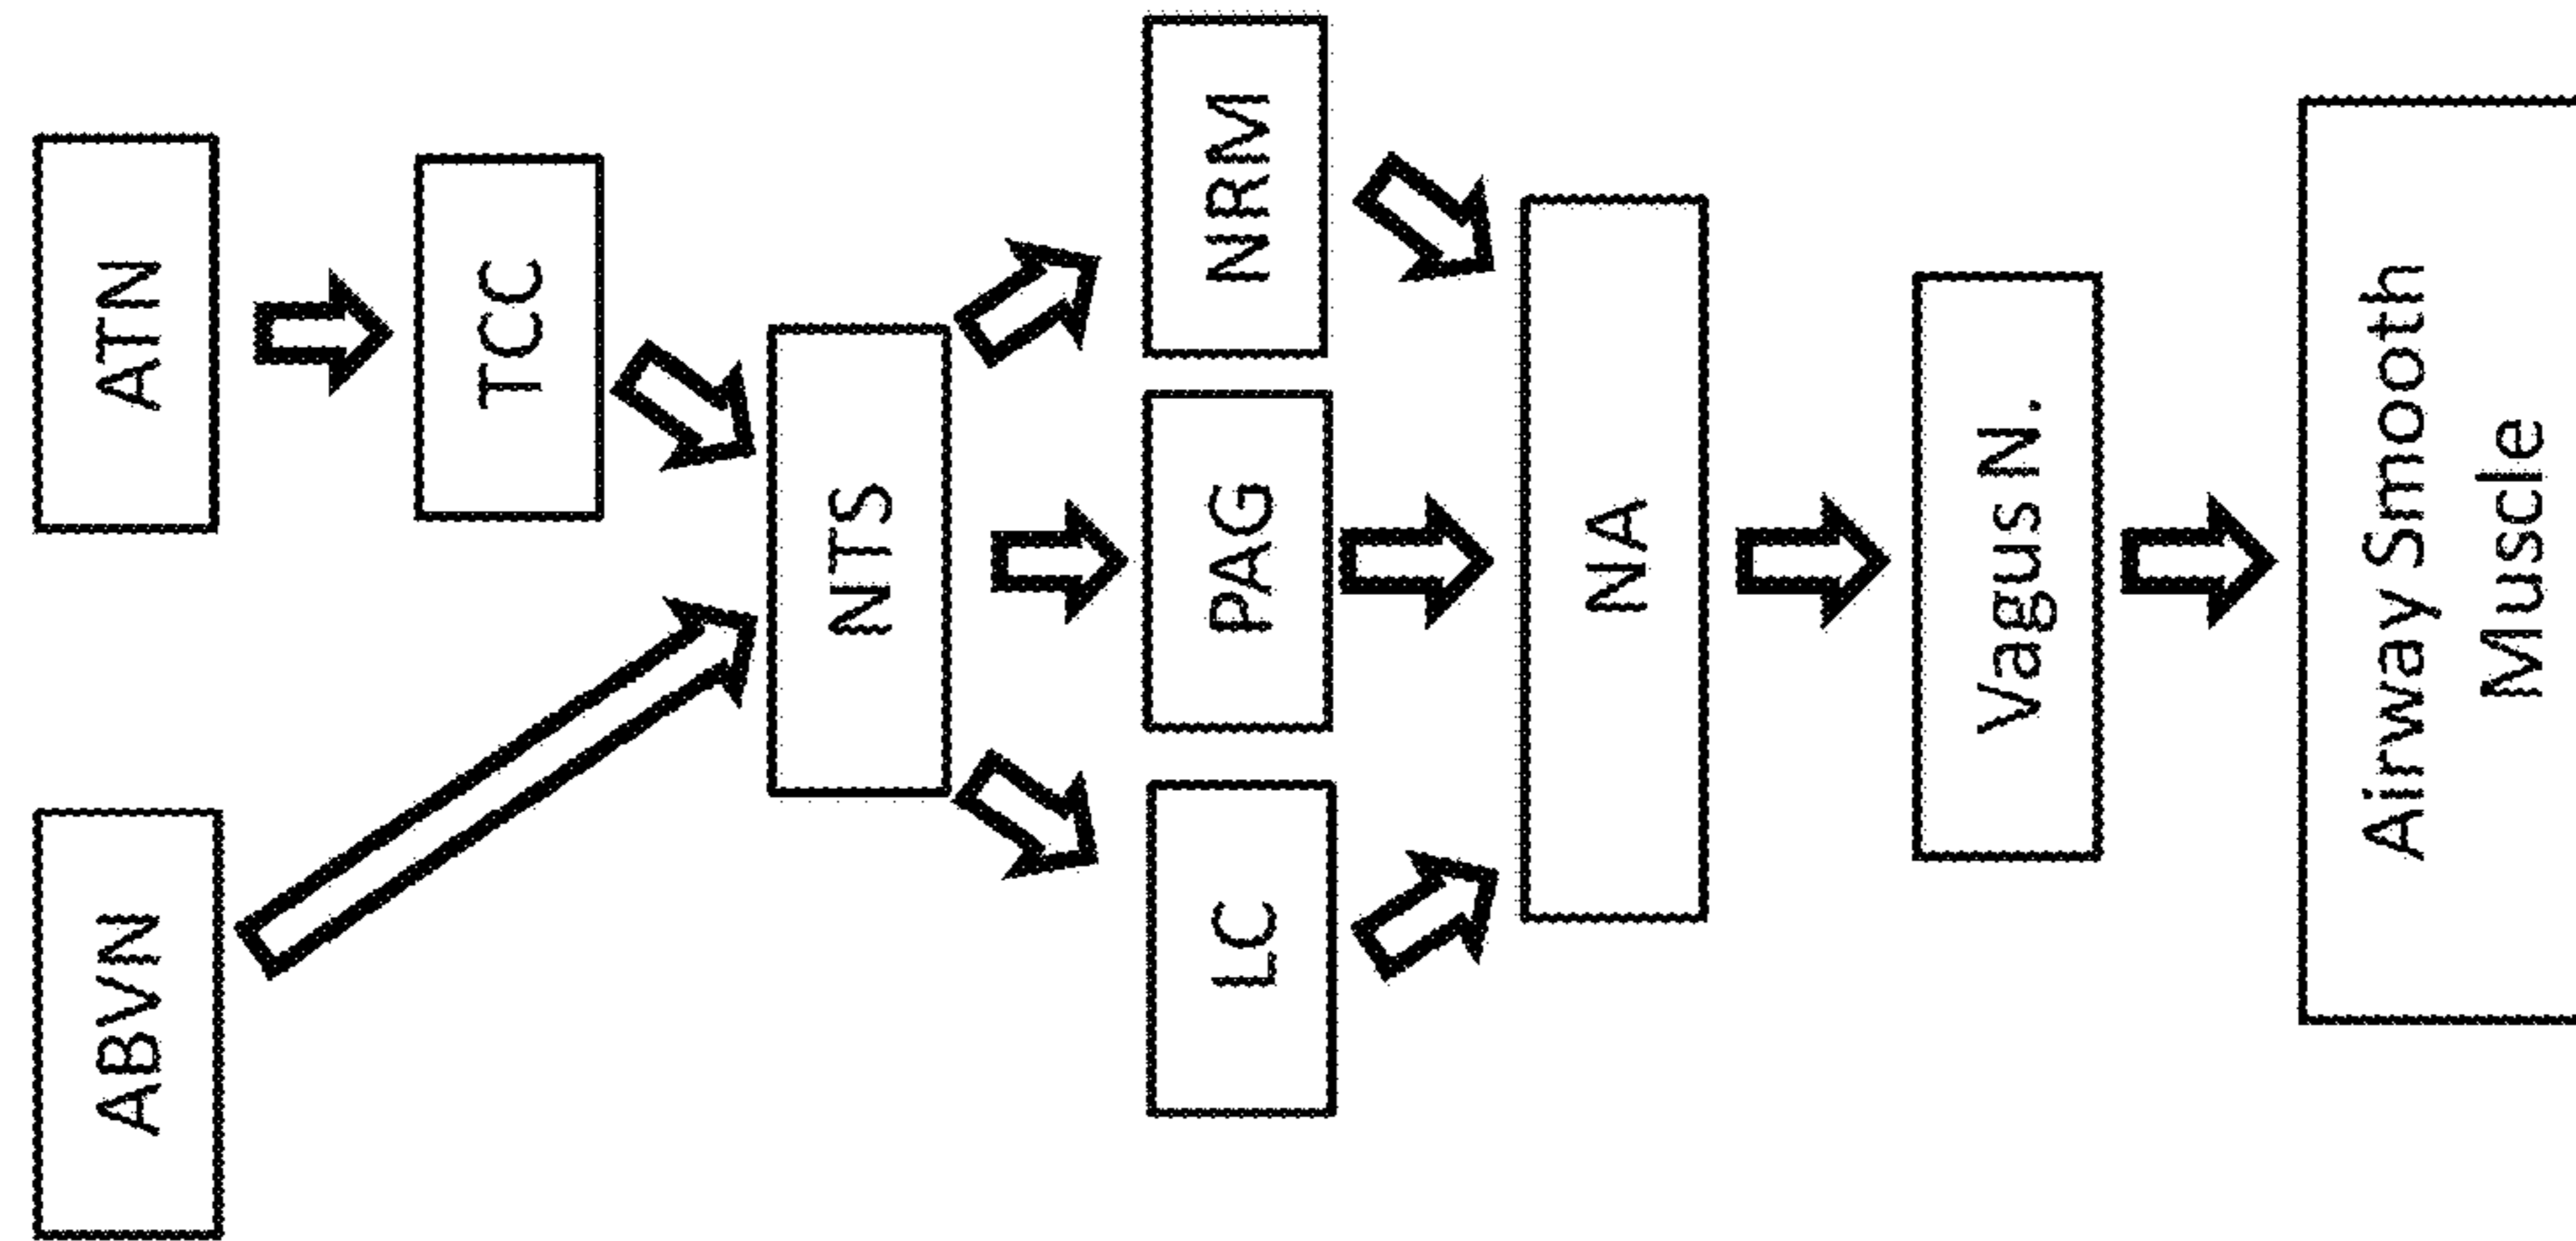 ABVN
ATN
TCC
NTS
LC
PAG
NRM
NA
Vagus N.
Airway Smooth
Muscle